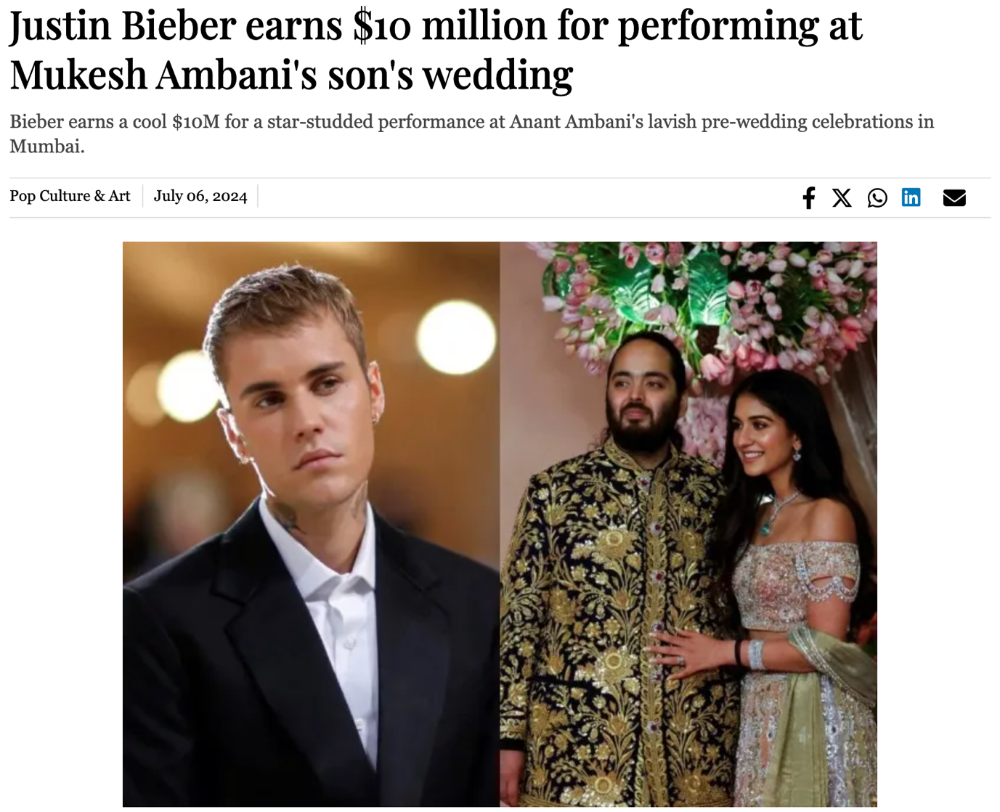 Justin Bieber earns $10 million for performing at
Mukesh Ambani's son's wedding
Bieber earns a cool $10M for a star-studded performance at Anant Ambani's lavish pre-wedding celebrations in
Mumbai.
Pop Culture & Art July 06, 2024
in